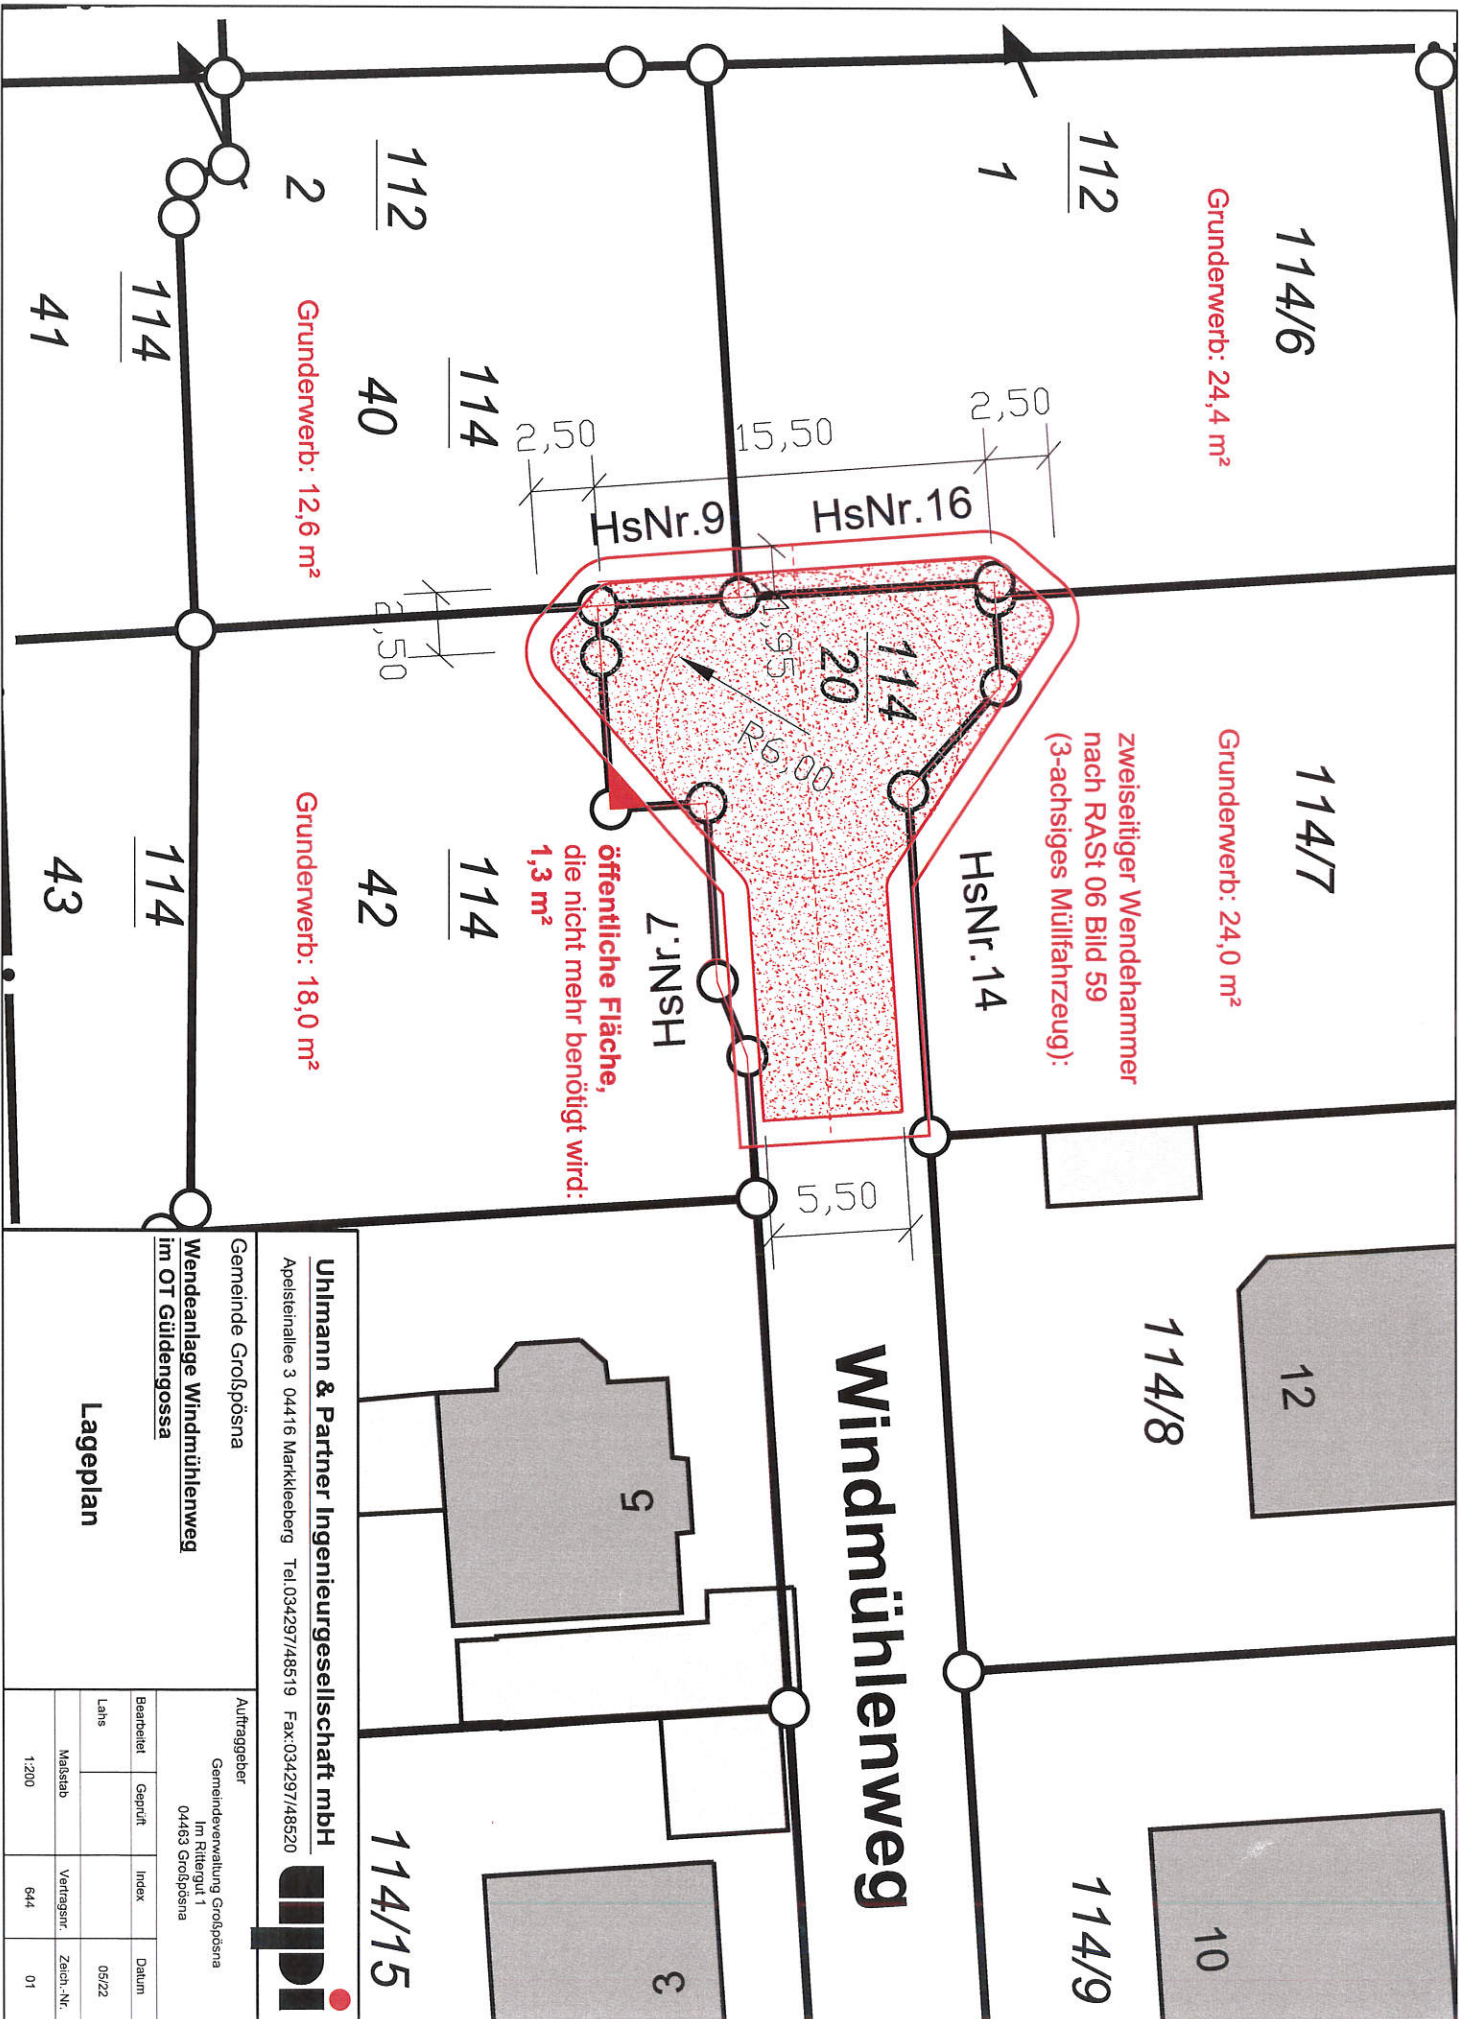 114/6
Grunderwerb: 24,4 m²
112
1
114/7
Grunderwerb: 24,0 m²
zweiseitiger Wendehammer
nach RASt 06 Bild 59
(3-achsiges Müllfahrzeug):
2,50
15,50
2,50
HsNr.16
HsNr.9
HsNr.14
HsNr.7
114
20
1,95
R6,00
2,50
5,50
112
2
114
40
Grunderwerb: 12,6 m²
114
41
öffentliche Fläche,
die nicht mehr benötigt wird:
1,3 m²
114
42
Grunderwerb: 18,0 m²
114
43
12
114/8
Windmühlenweg
10
114/9
5
3
114/15
Uhlmann & Partner Ingenieurgesellschaft mbH
Apelsteinallee 3 04416 Markkleeberg Tel.034297/48519 Fax:034297/48520
upi
Gemeinde Großpösna
Wendeanlage Windmühlenweg
im OT Güldengossa
Lageplan
Auftraggeber
Gemeindeverwaltung Großpösna
Im Rittergut 1
04463 Großpösna
Bearbeitet Geprüft Index Datum
Lahs 05/22
Maßstab Vertragsnr. Zeich.-Nr.
1:200 644 01